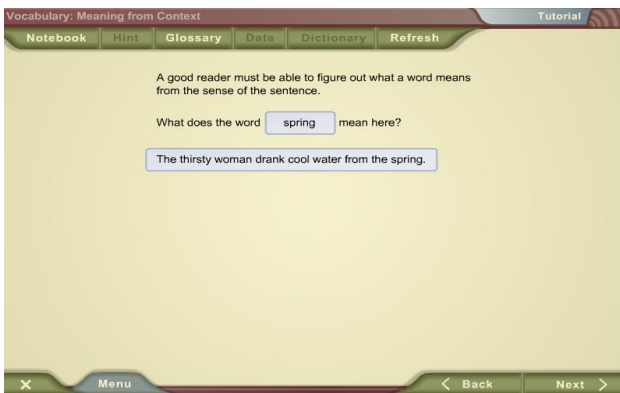 Vocabulary: Meaning from Context
Tutorial
Notebook Hint Glossary Data Dictionary Refresh
A good reader must be able to figure out what a word means
from the sense of the sentence.
What does the word spring mean here?
The thirsty woman drank cool water from the spring.
X Menu < Back Next >